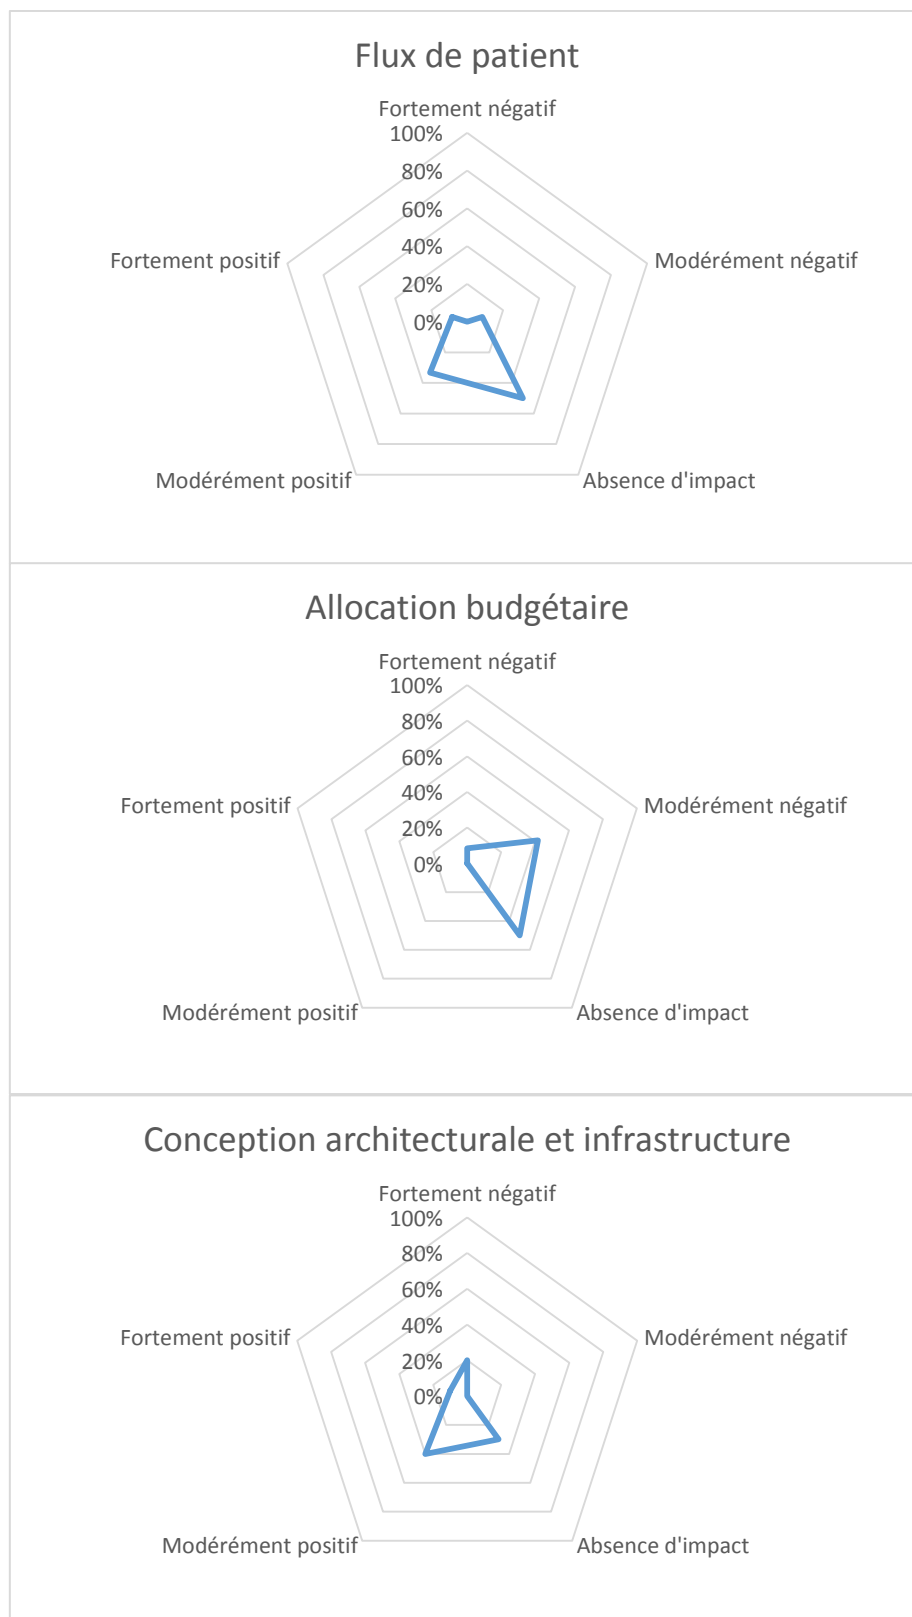 Flux de patient
Fortement négatif
100%
80%
60%
40%
20%
0%
Fortement positif
Modérément négatif
Modérément positif
Absence d'impact
Allocation budgétaire
Fortement négatif
100%
80%
60%
40%
20%
0%
Fortement positif
Modérément négatif
Modérément positif
Absence d'impact
Conception architecturale et infrastructure
Fortement négatif
100%
80%
60%
40%
20%
0%
Fortement positif
Modérément négatif
Modérément positif
Absence d'impact